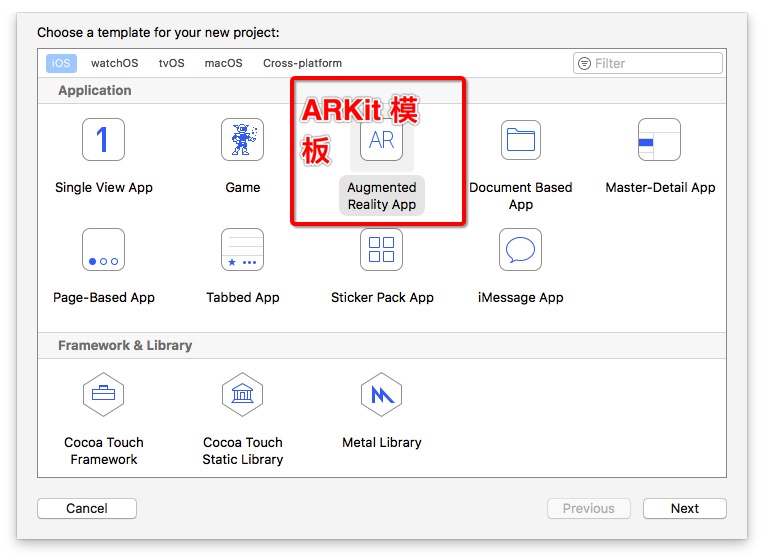 Choose a template for your new project:
iOS watchOS tvOS macOS Cross-platform Filter
Application
ARKit 模
板
1 AR
Single View App Game Augmented Reality App Document Based App Master-Detail App
Page-Based App Tabbed App Sticker Pack App iMessage App
Framework & Library
Cocoa Touch Framework Cocoa Touch Static Library Metal Library
Cancel Previous Next